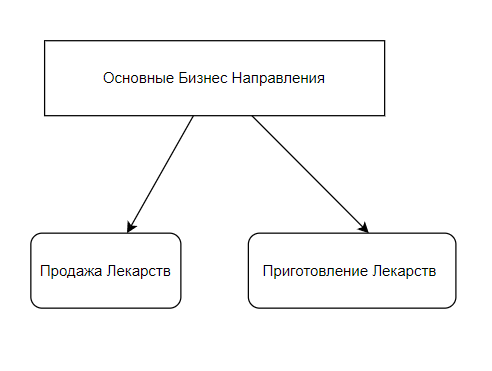 Основные Бизнес Направления
Продажа Лекарств
Приготовление Лекарств